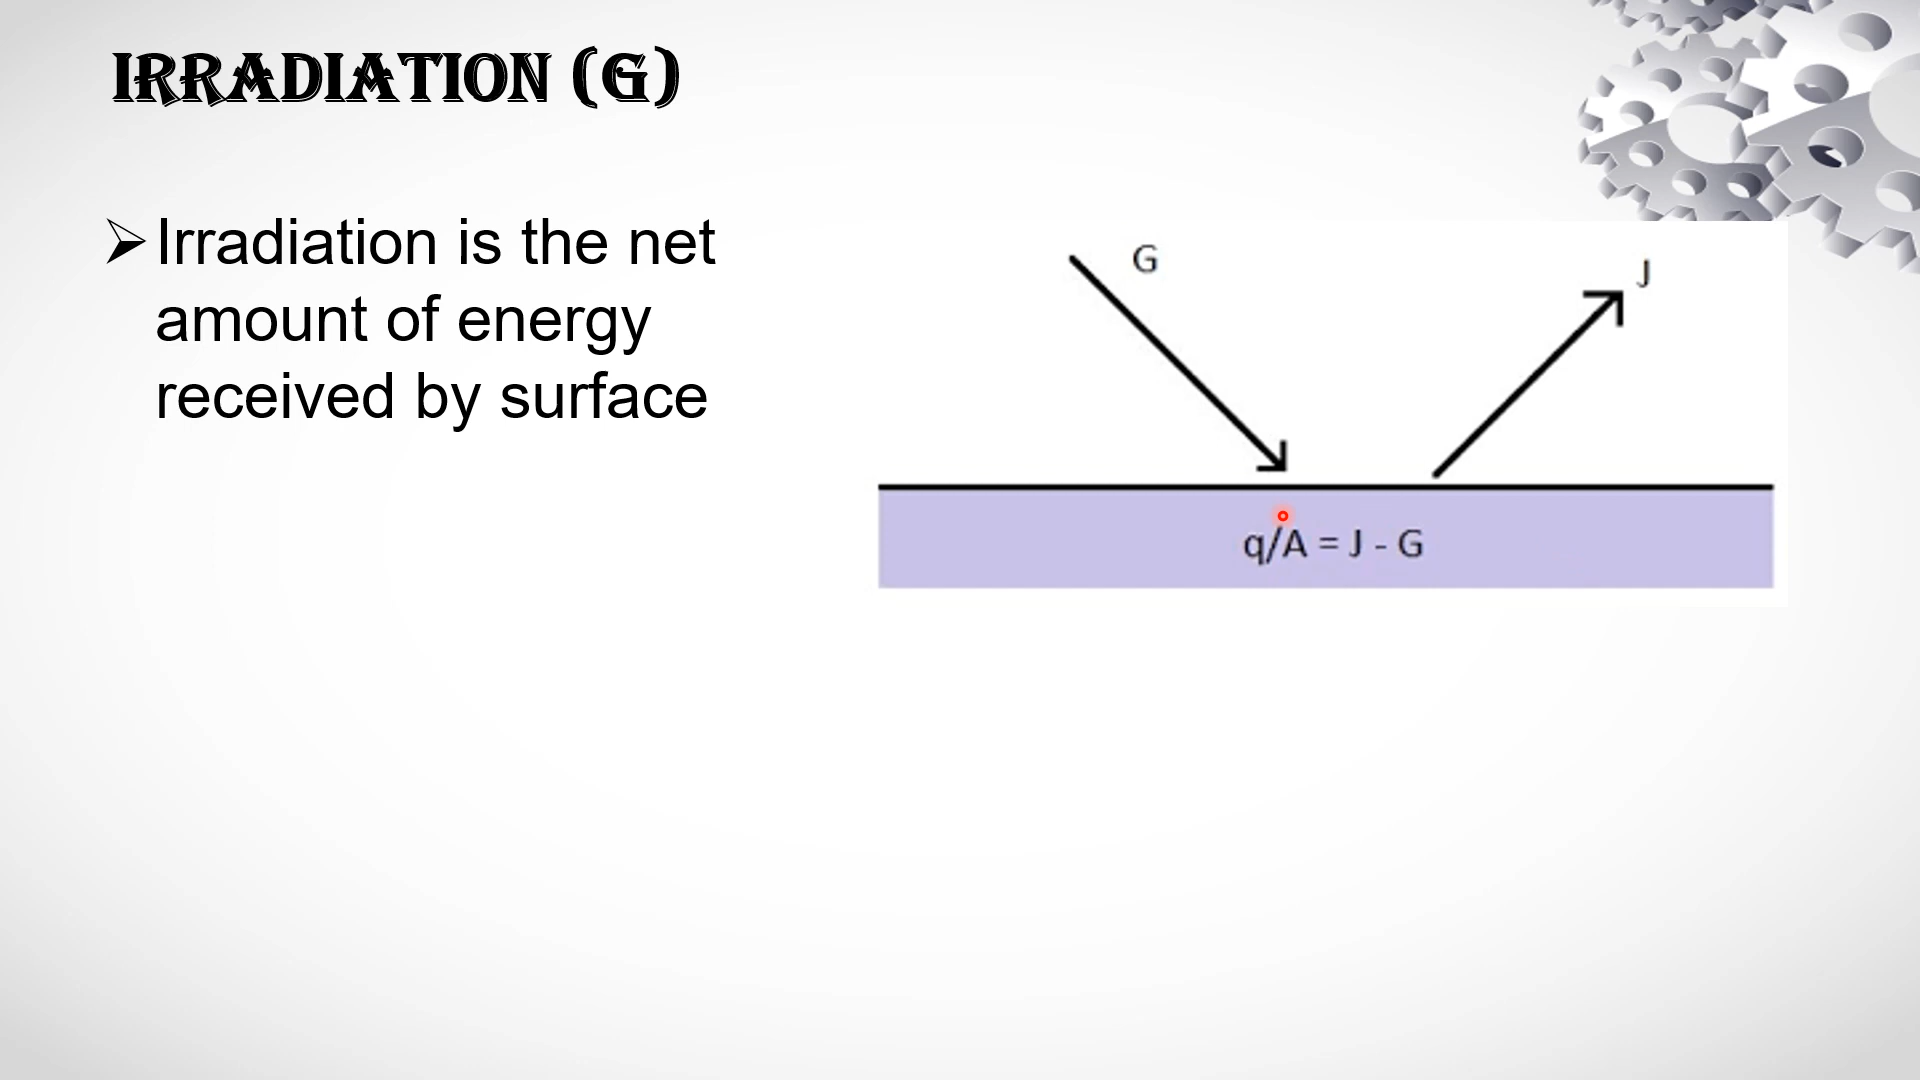 IRRADIATION (G)
➢Irradiation is the net
amount of energy
received by surface
G
J
q/A = J - G